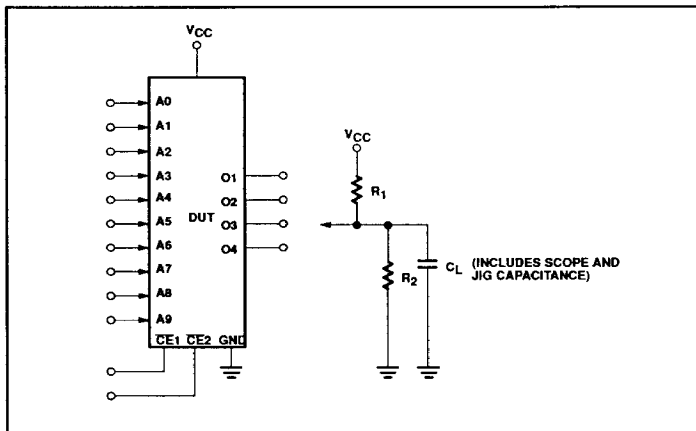 VCC
A0
A1
A2
A3
A4
A5
A6
A7
A8
A9
DUT
O1
O2
O3
O4
CE1 CE2 GND
VCC
R1
R2
CL (INCLUDES SCOPE AND
JIG CAPACITANCE)